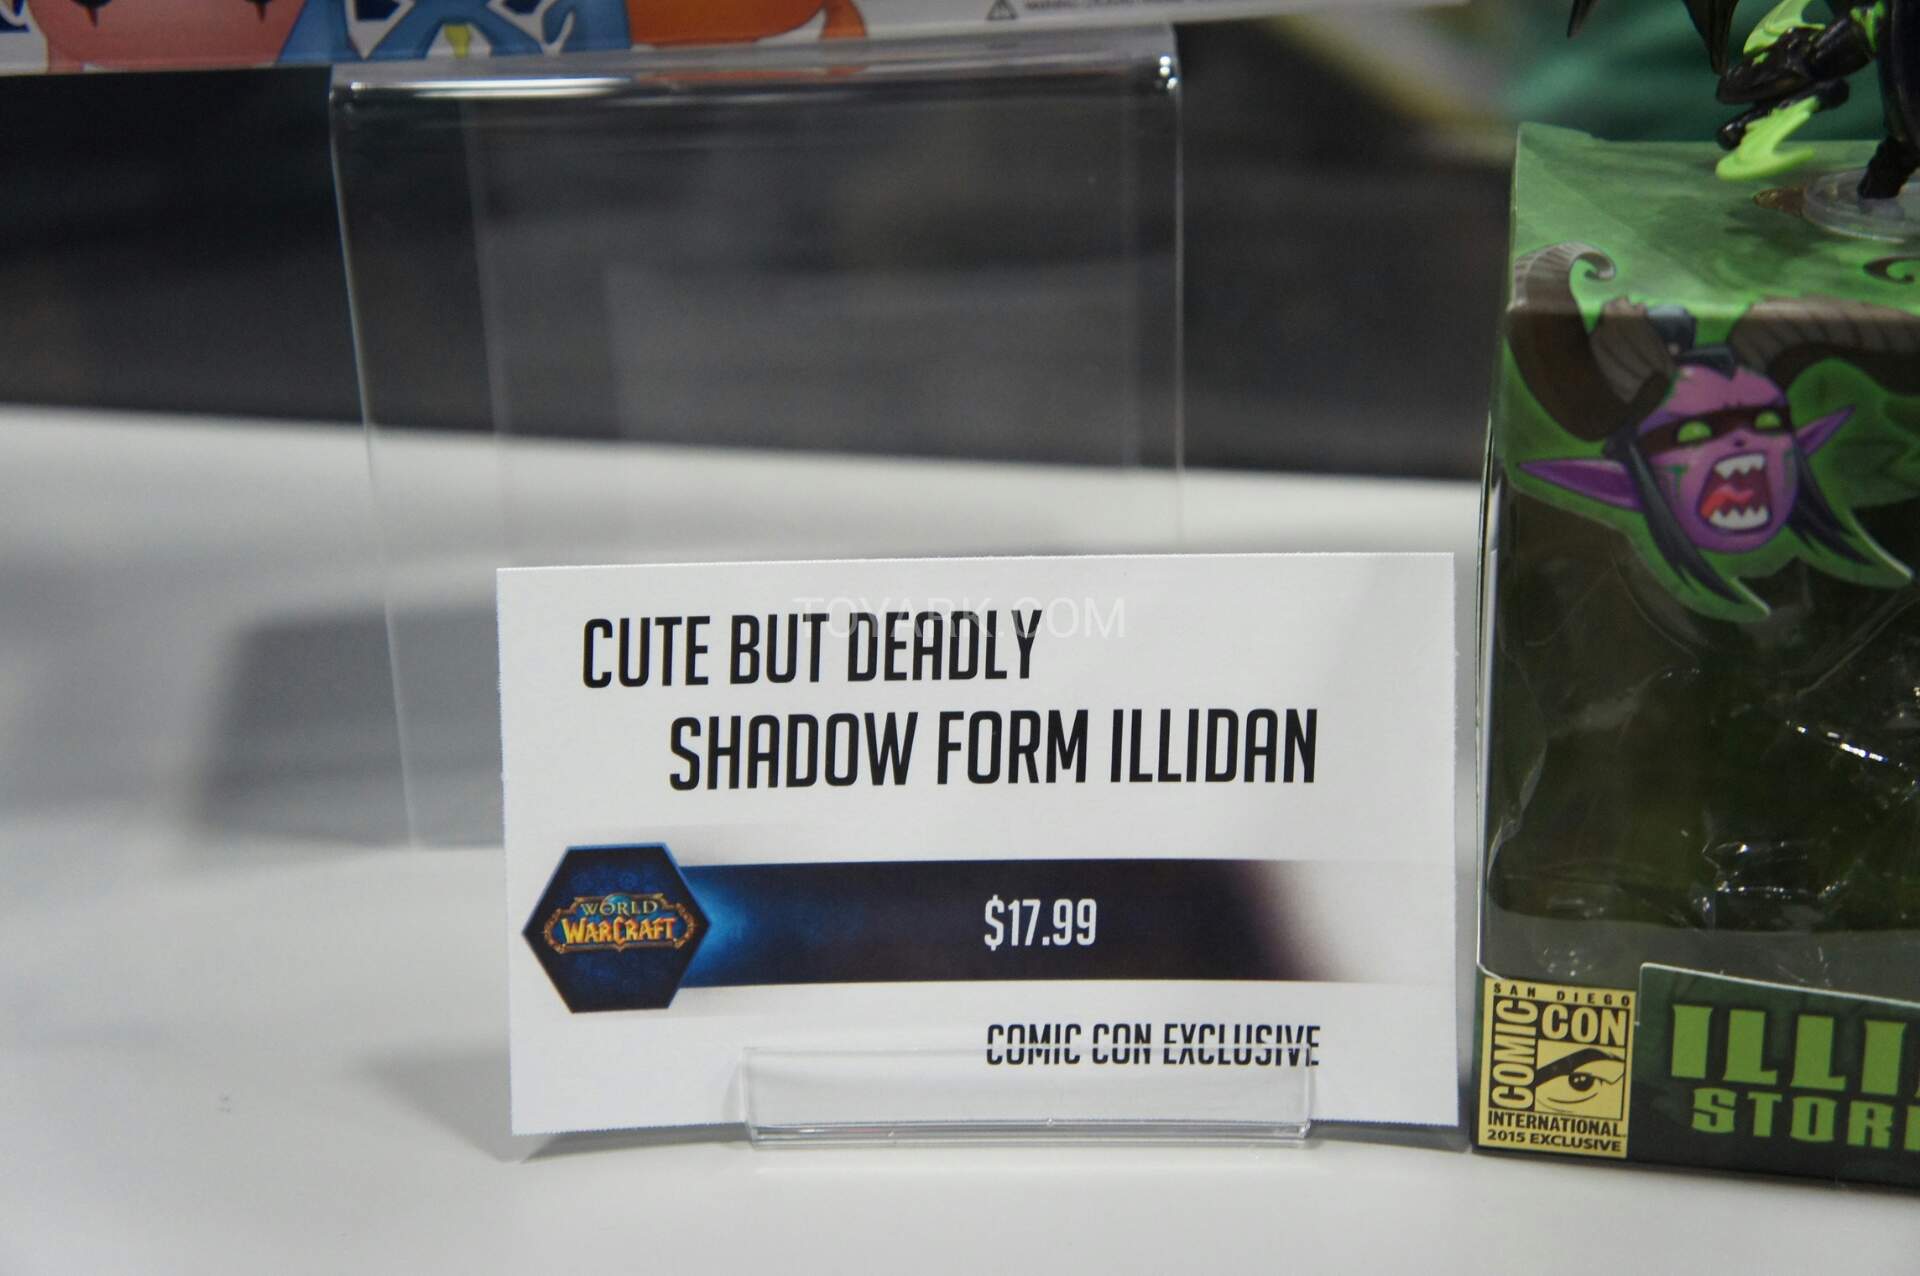 CUTE BUT DEADLY
TOYARK.COM
SHADOW FORM ILLIDAN
WORLD
WARCRAFT
$17.99
COMIC CON EXCLUSIVE
SAN DIEGO
COMIC
CON
INTERNATIONAL
2015 EXCLUSIVE